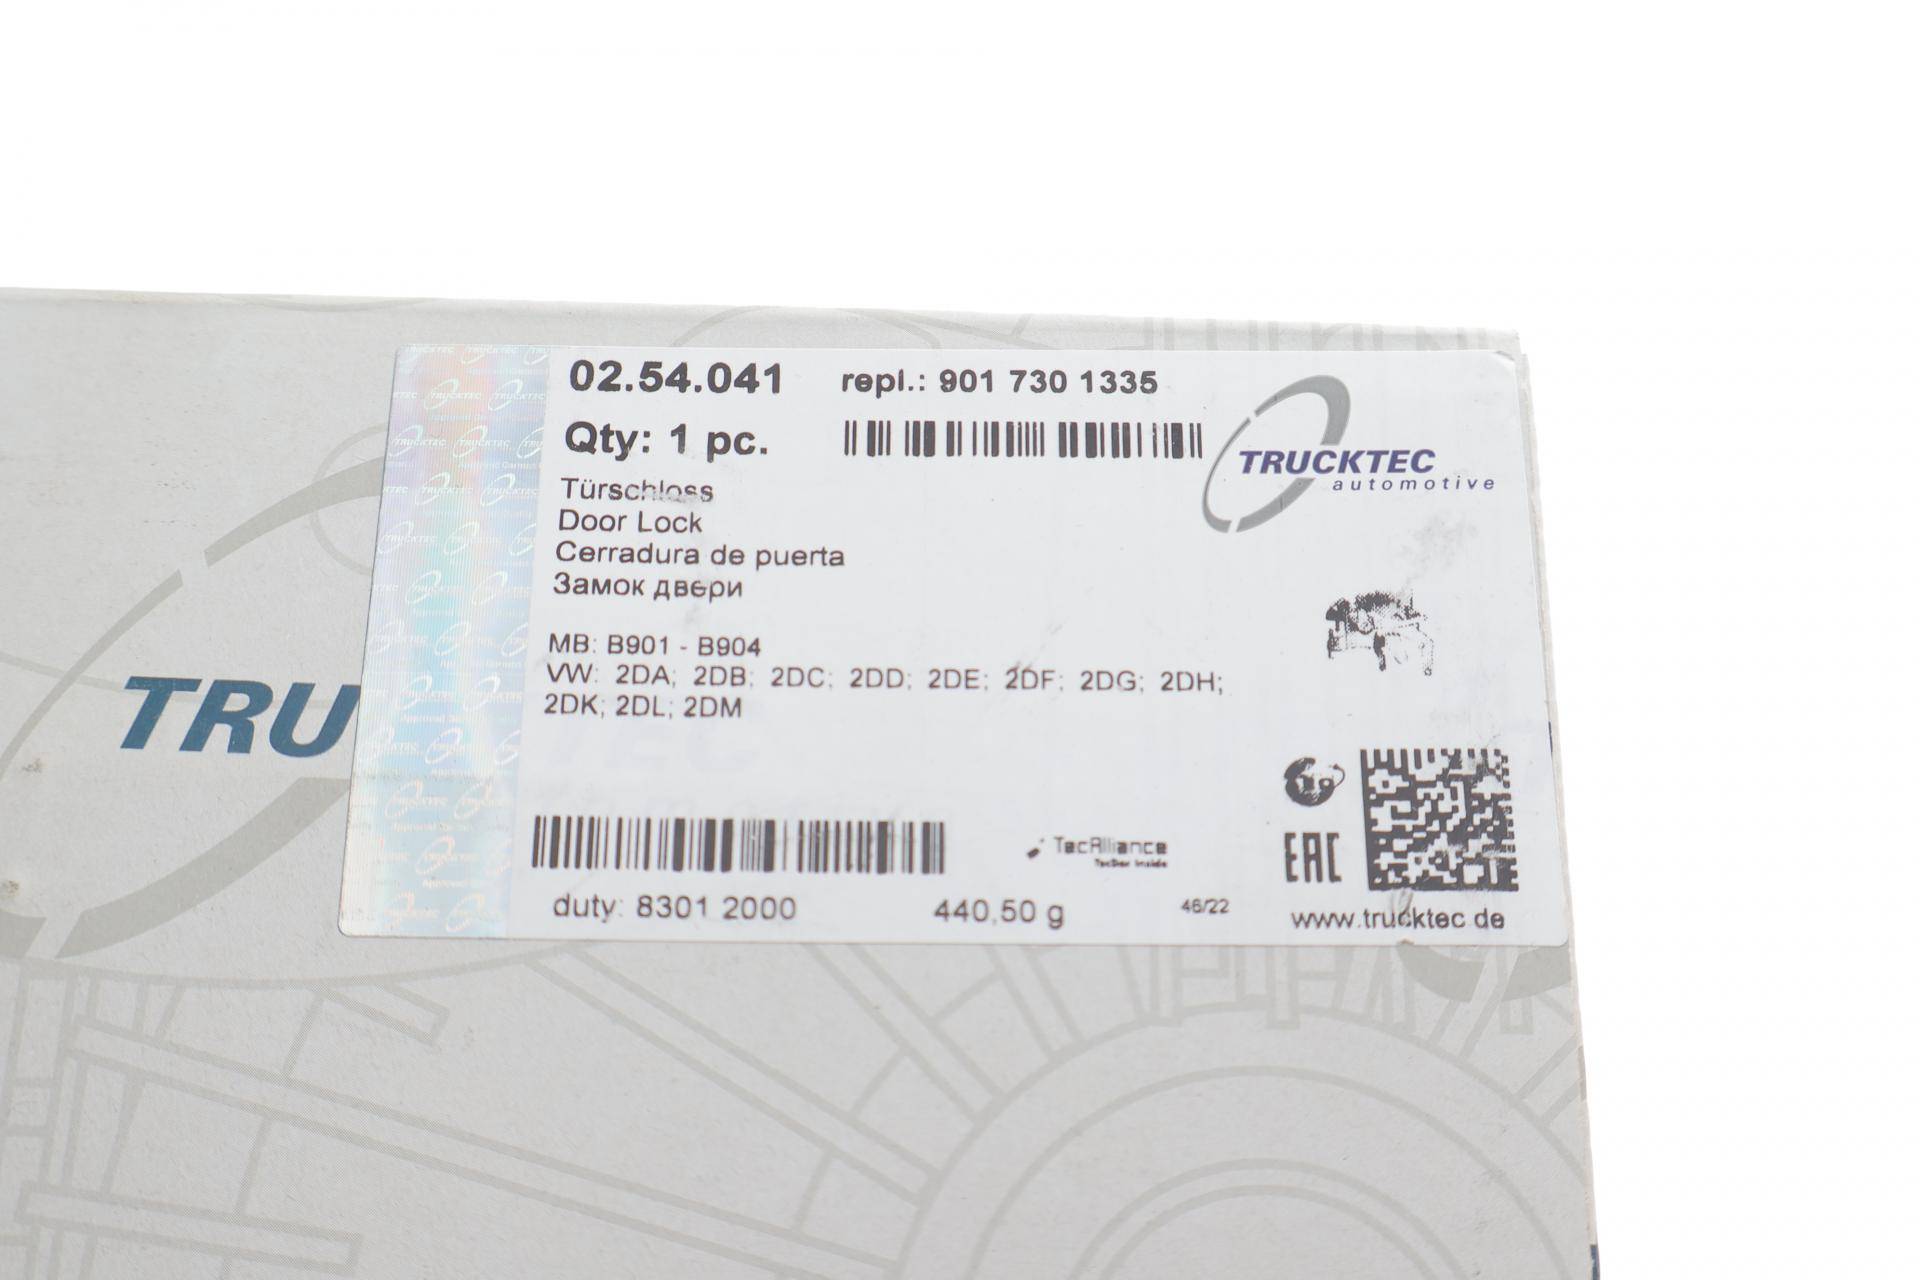 02.54.041 repl.: 901 730 1335
Qty: 1 pc.
TRUCKTEC
automotive
Türschloss
Door Lock
Cerradura de puerta
Замок двери
MB: B901 - B904
VW: 2DA; 2DB; 2DC; 2DD; 2DE; 2DF; 2DG; 2DH;
2DK; 2DL; 2DM
TRU
TecAlliance
TecDoc Inside
EAC
duty: 8301 2000 440,50 g 46/22 www.trucktec.de